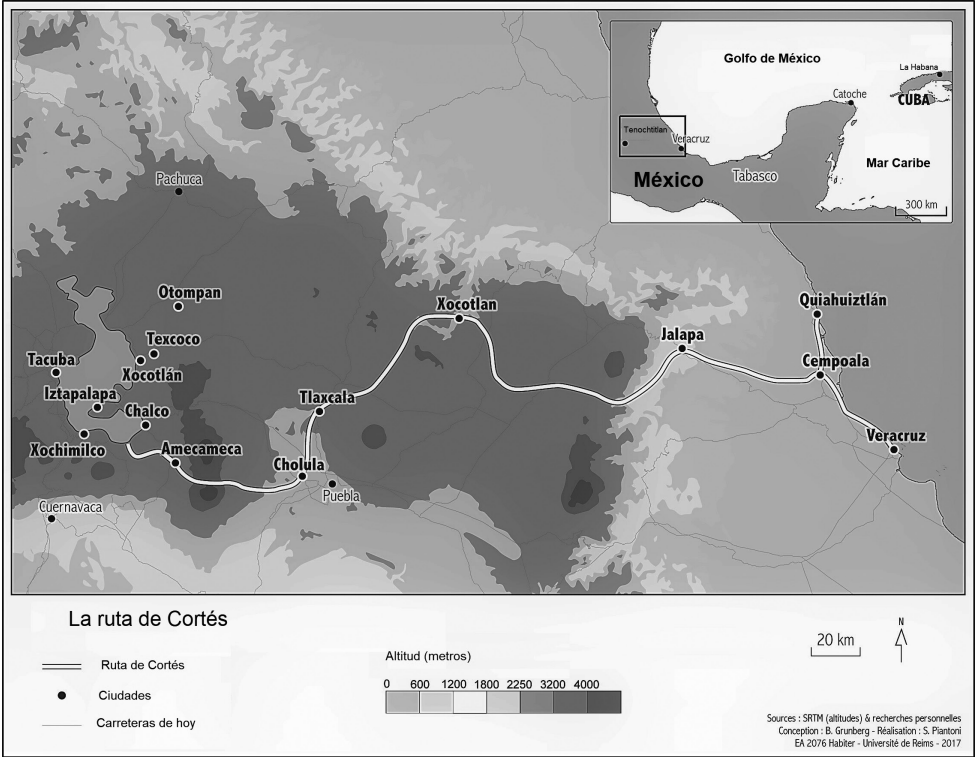 Golfo de México
La Habana
CUBA
Catoche
Tenochtitlan
Veracruz
Mar Caribe
México
Tabasco
300 km
Pachuca
Otompan
Xocotlan
Quiahuiztlán
Texcoco
Jalapa
Tacuba
Xocotlán
Cempoala
Iztapalapa
Tlaxcala
Chalco
Xochimilco
Amecameca
Veracruz
Cholula
Puebla
Cuernavaca
La ruta de Cortés
Ruta de Cortés
Ciudades
Carreteras de hoy
Altitud (metros)
0 600 1200 1800 2250 3200 4000
20 km
N
Sources : SRTM (altitudes) & recherches personnelles
Conception : B. Grunberg - Réalisation : S. Piantoni
EA 2076 Habiter - Université de Reims - 2017